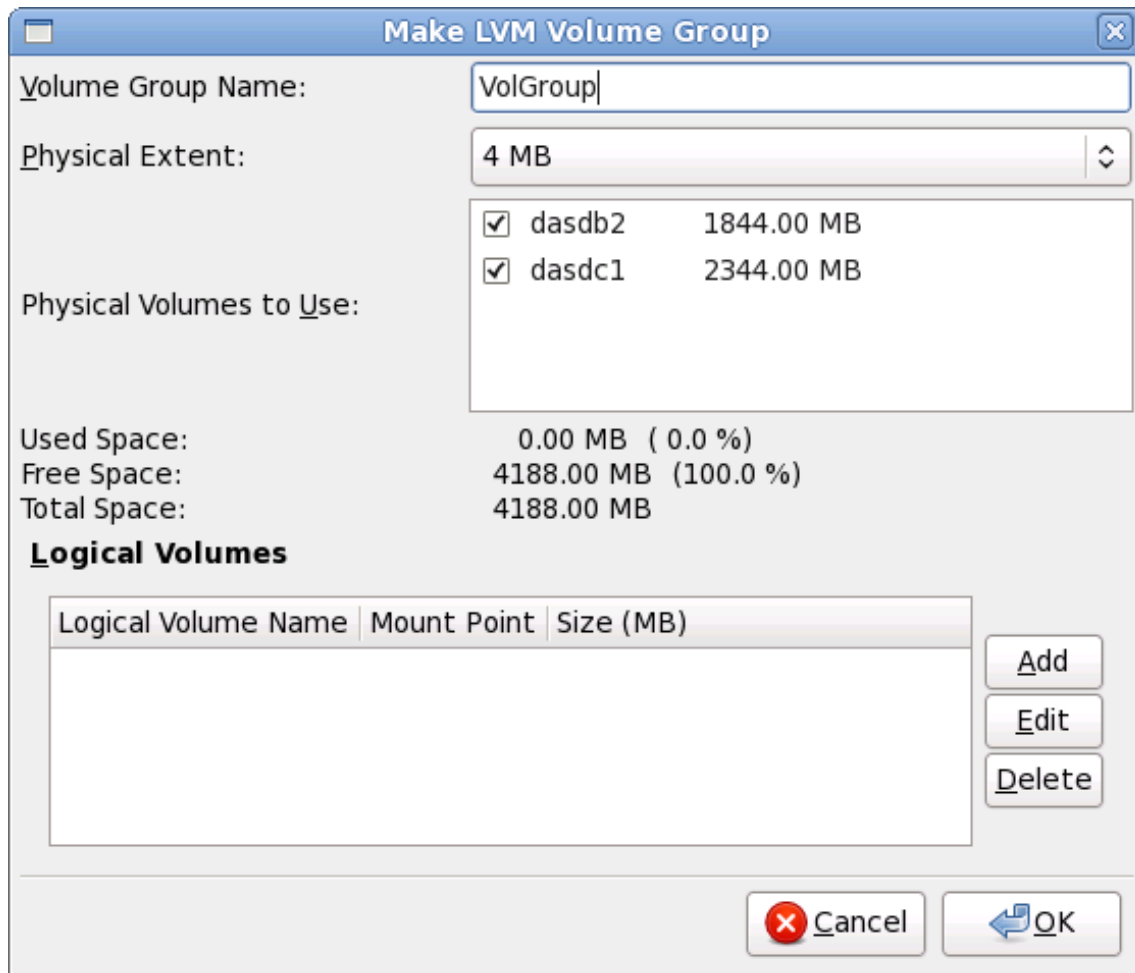 Make LVM Volume Group
Volume Group Name: VolGroup
Physical Extent: 4 MB
Physical Volumes to Use:
dasdb2 1844.00 MB
dasdc1 2344.00 MB
Used Space: 0.00 MB ( 0.0 %)
Free Space: 4188.00 MB (100.0 %)
Total Space: 4188.00 MB
Logical Volumes
Logical Volume Name Mount Point Size (MB)
Add
Edit
Delete
Cancel OK